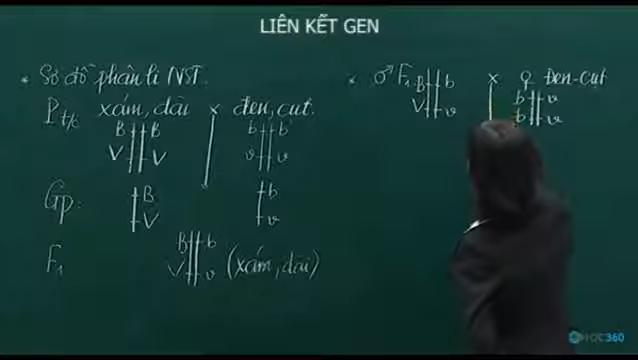 LIÊN KẾT GEN
* Sơ đồ phân li NST.
P t/c xám, dài x đen, cụt.
B B b b
V V v v
Gp: B b
V v
F1 B b (xám, dài)
V v
* ♂ F1 B b x ♀ Đen-cụt
V v
b v
b v
HOC360